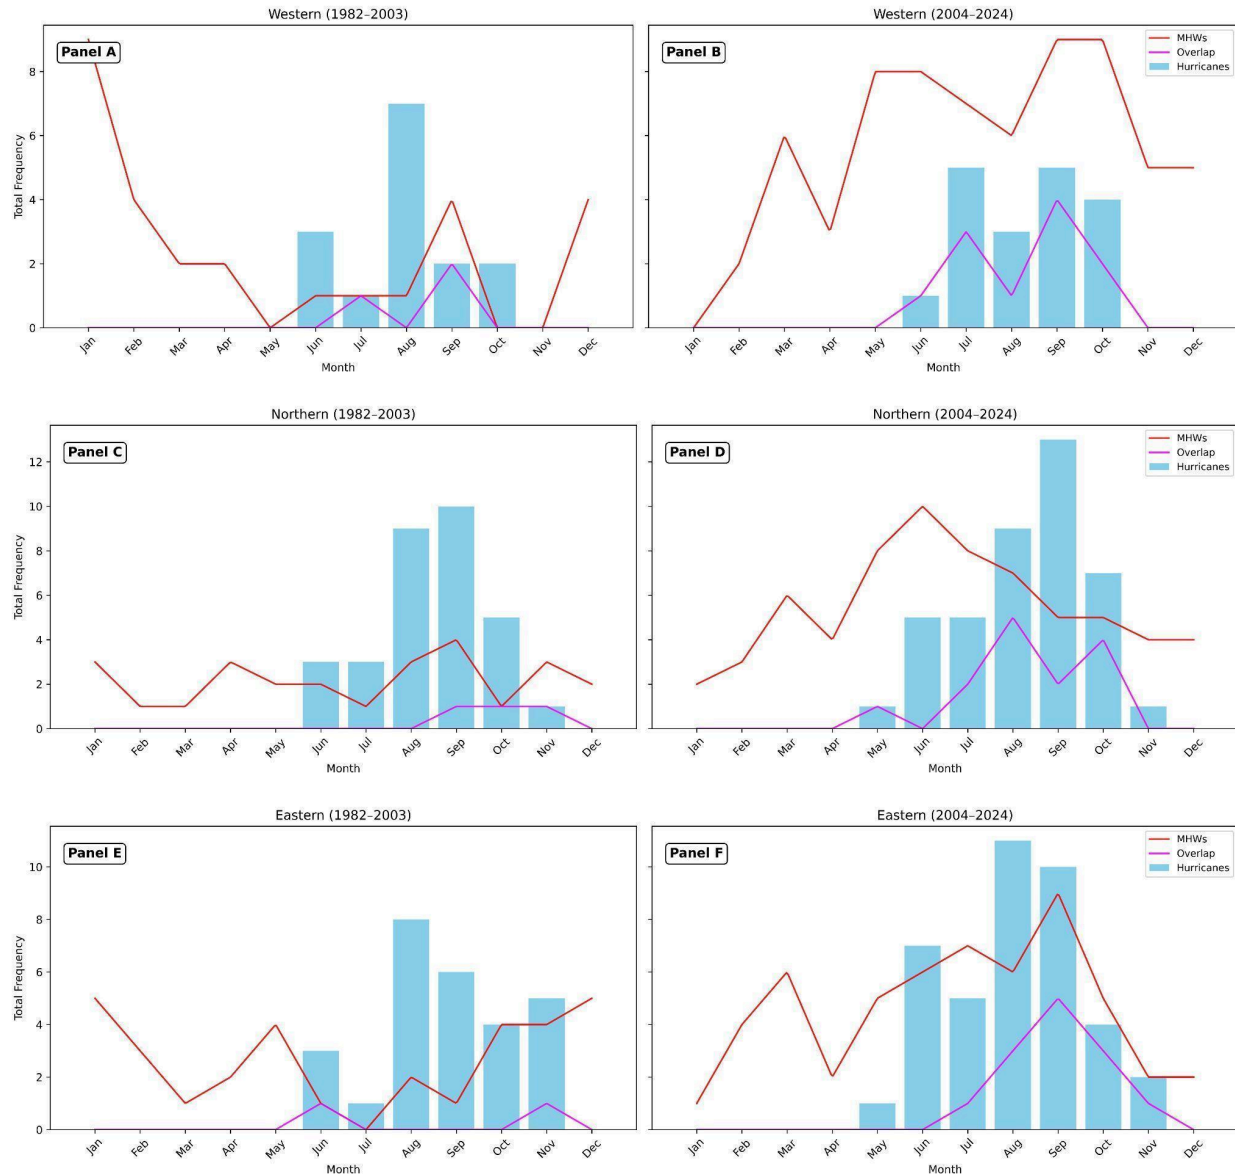 Western (1982–2003)
Panel A
8
6
4
2
0
Total Frequency
Jan Feb Mar Apr May Jun Jul Aug Sep Oct Nov Dec
Month
Western (2004–2024)
Panel B
MHWs
Overlap
Hurricanes
Jan Feb Mar Apr May Jun Jul Aug Sep Oct Nov Dec
Month
Northern (1982–2003)
Panel C
12
10
8
6
4
2
0
Total Frequency
Jan Feb Mar Apr May Jun Jul Aug Sep Oct Nov Dec
Month
Northern (2004–2024)
Panel D
MHWs
Overlap
Hurricanes
Jan Feb Mar Apr May Jun Jul Aug Sep Oct Nov Dec
Month
Eastern (1982–2003)
Panel E
10
8
6
4
2
0
Total Frequency
Jan Feb Mar Apr May Jun Jul Aug Sep Oct Nov Dec
Month
Eastern (2004–2024)
Panel F
MHWs
Overlap
Hurricanes
Jan Feb Mar Apr May Jun Jul Aug Sep Oct Nov Dec
Month